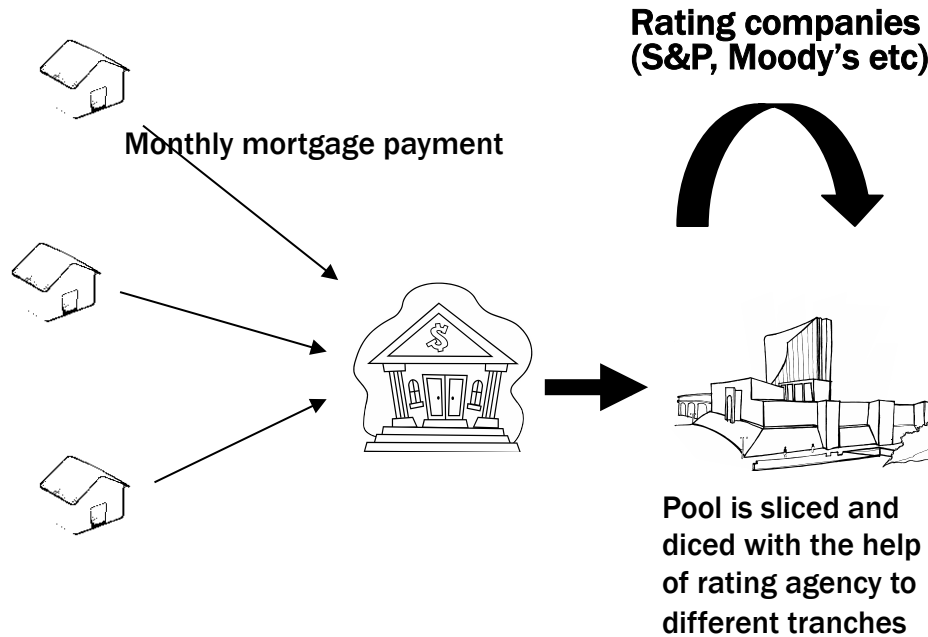 Rating companies
(S&P, Moody's etc)
Monthly mortgage payment
$
Pool is sliced and
diced with the help
of rating agency to
different tranches